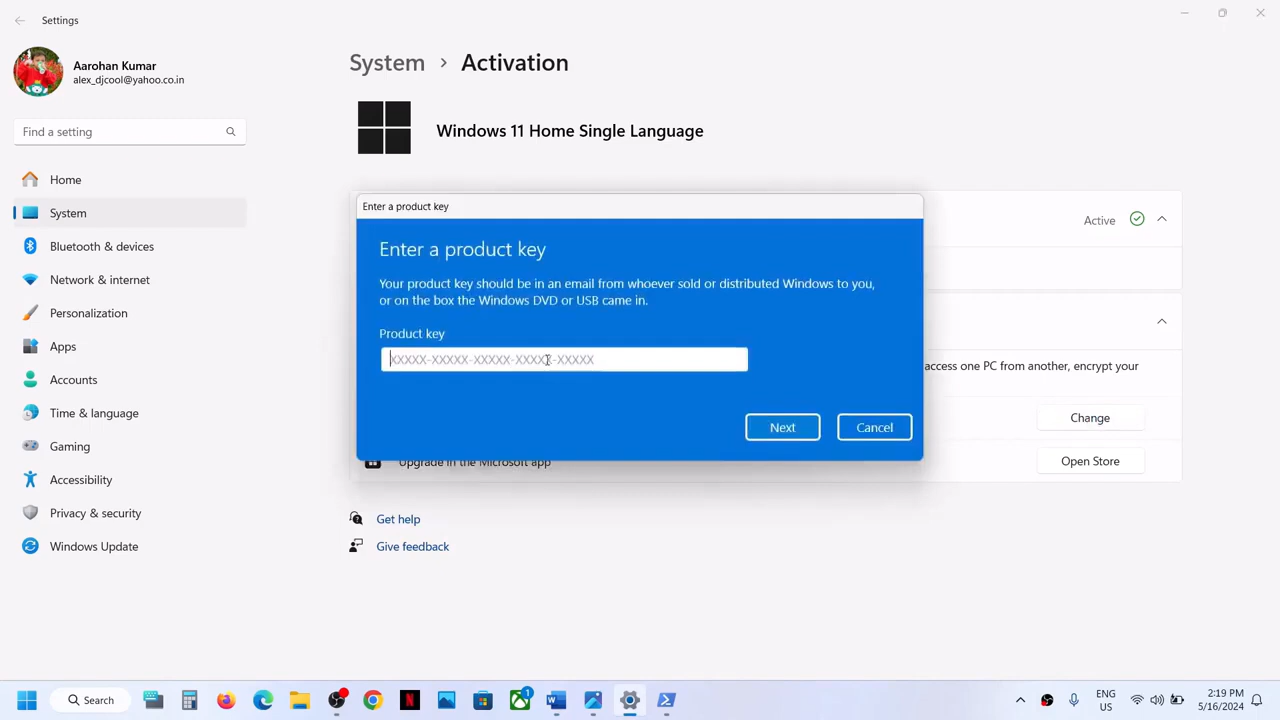 Settings
Aarohan Kumar
alex_djcool@yahoo.co.in
Find a setting
Home
System
Bluetooth & devices
Network & internet
Personalization
Apps
Accounts
Time & language
Gaming
Accessibility
Privacy & security
Windows Update
System > Activation
Windows 11 Home Single Language
Active
Enter a product key
Enter a product key
Your product key should be in an email from whoever sold or distributed Windows to you,
or on the box the Windows DVD or USB came in.
Product key
XXXXX-XXXXX-XXXXX-XXXXX-XXXXX
Next
Cancel
access one PC from another, encrypt your
Change
Upgrade in the Microsoft app
Open Store
Get help
Give feedback
Search
1
ENG
US
2:19 PM
5/16/2024